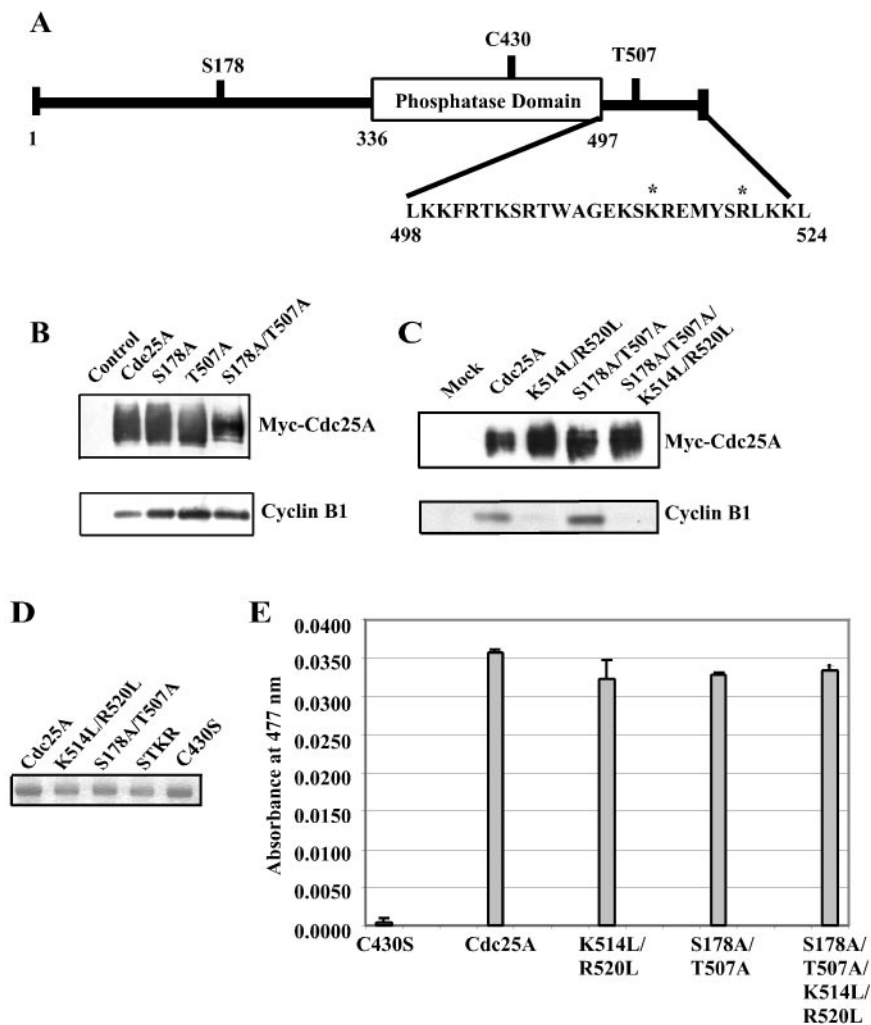 A
S178
C430
T507
Phosphatase Domain
1
336
497
* *
LKKFRTKSRTWAGEKSKREMYSRLKKL
498
524
B
Control
Cdc25A
S178A
T507A
S178A/T507A
Myc-Cdc25A
Cyclin B1
C
Mock
Cdc25A
K514L/R520L
S178A/T507A
S178A/T507A/
K514L/R520L
Myc-Cdc25A
Cyclin B1
D
Cdc25A
K514L/R520L
S178A/T507A
STKR
C430S
E
Absorbance at 477 nm
0.0400
0.0350
0.0300
0.0250
0.0200
0.0150
0.0100
0.0050
0.0000
C430S
Cdc25A
K514L/
R520L
S178A/
T507A
S178A/
T507A/
K514L/
R520L